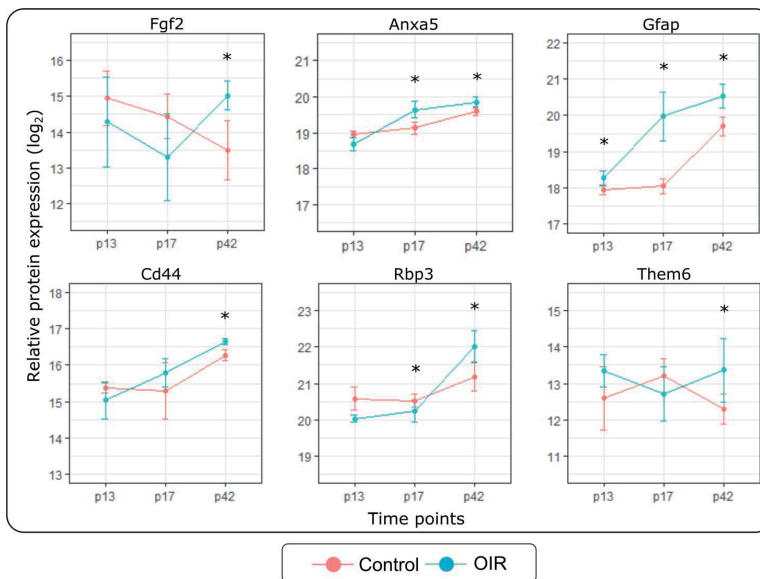 Fgf2 Anxa5 Gfap
16 21 22
15 * 20 * * 21 * *
14 19 20 *
13 18 19
12 17 18
17
p13 p17 p42 p13 p17 p42 p13 p17 p42
Cd44 Rbp3 Them6
18 23 15
17 * 22 * 14 *
16 21 * 13
15 20 12
14 19 11
13
p13 p17 p42 p13 p17 p42 p13 p17 p42
Relative protein expression (log2)
Time points
Control OIR